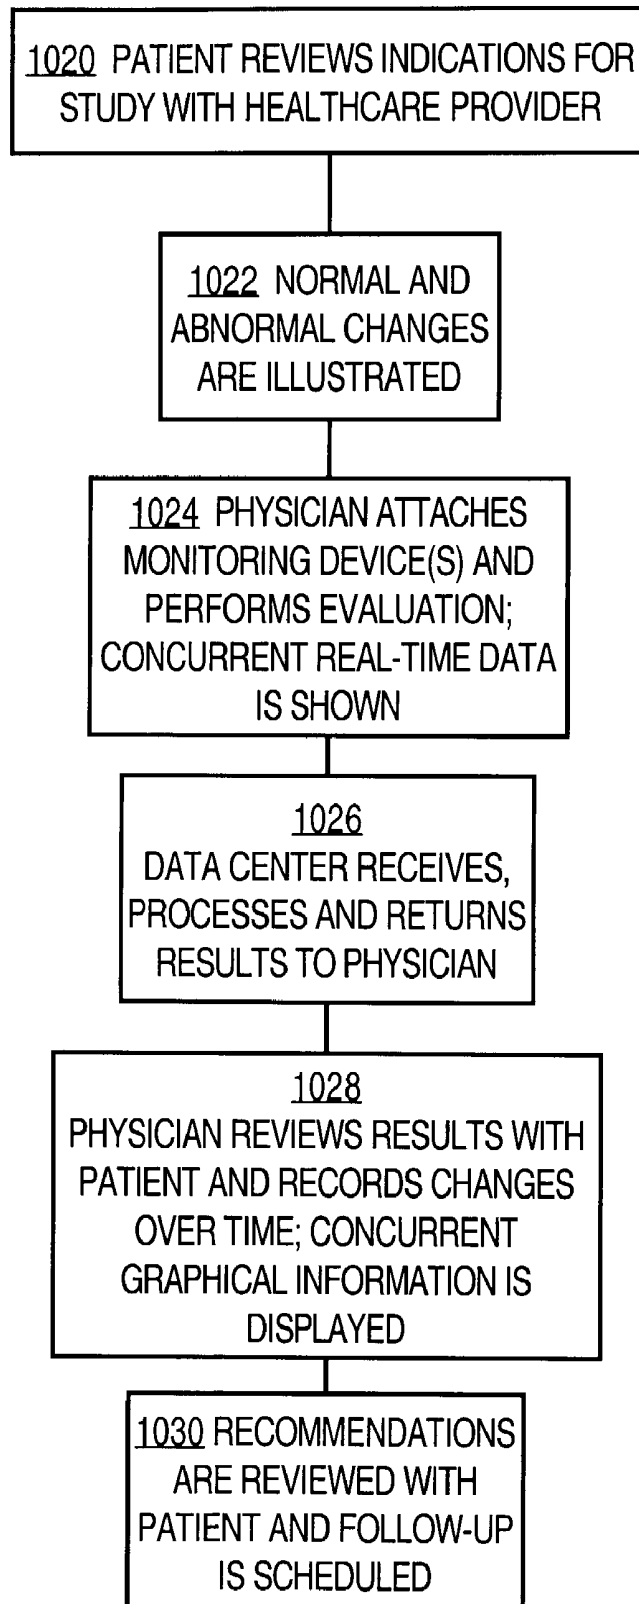 1020 PATIENT REVIEWS INDICATIONS FOR
STUDY WITH HEALTHCARE PROVIDER
1022 NORMAL AND
ABNORMAL CHANGES
ARE ILLUSTRATED
1024 PHYSICIAN ATTACHES
MONITORING DEVICE(S) AND
PERFORMS EVALUATION;
CONCURRENT REAL-TIME DATA
IS SHOWN
1026
DATA CENTER RECEIVES,
PROCESSES AND RETURNS
RESULTS TO PHYSICIAN
1028
PHYSICIAN REVIEWS RESULTS WITH
PATIENT AND RECORDS CHANGES
OVER TIME; CONCURRENT
GRAPHICAL INFORMATION IS
DISPLAYED
1030 RECOMMENDATIONS
ARE REVIEWED WITH
PATIENT AND FOLLOW-UP
IS SCHEDULED